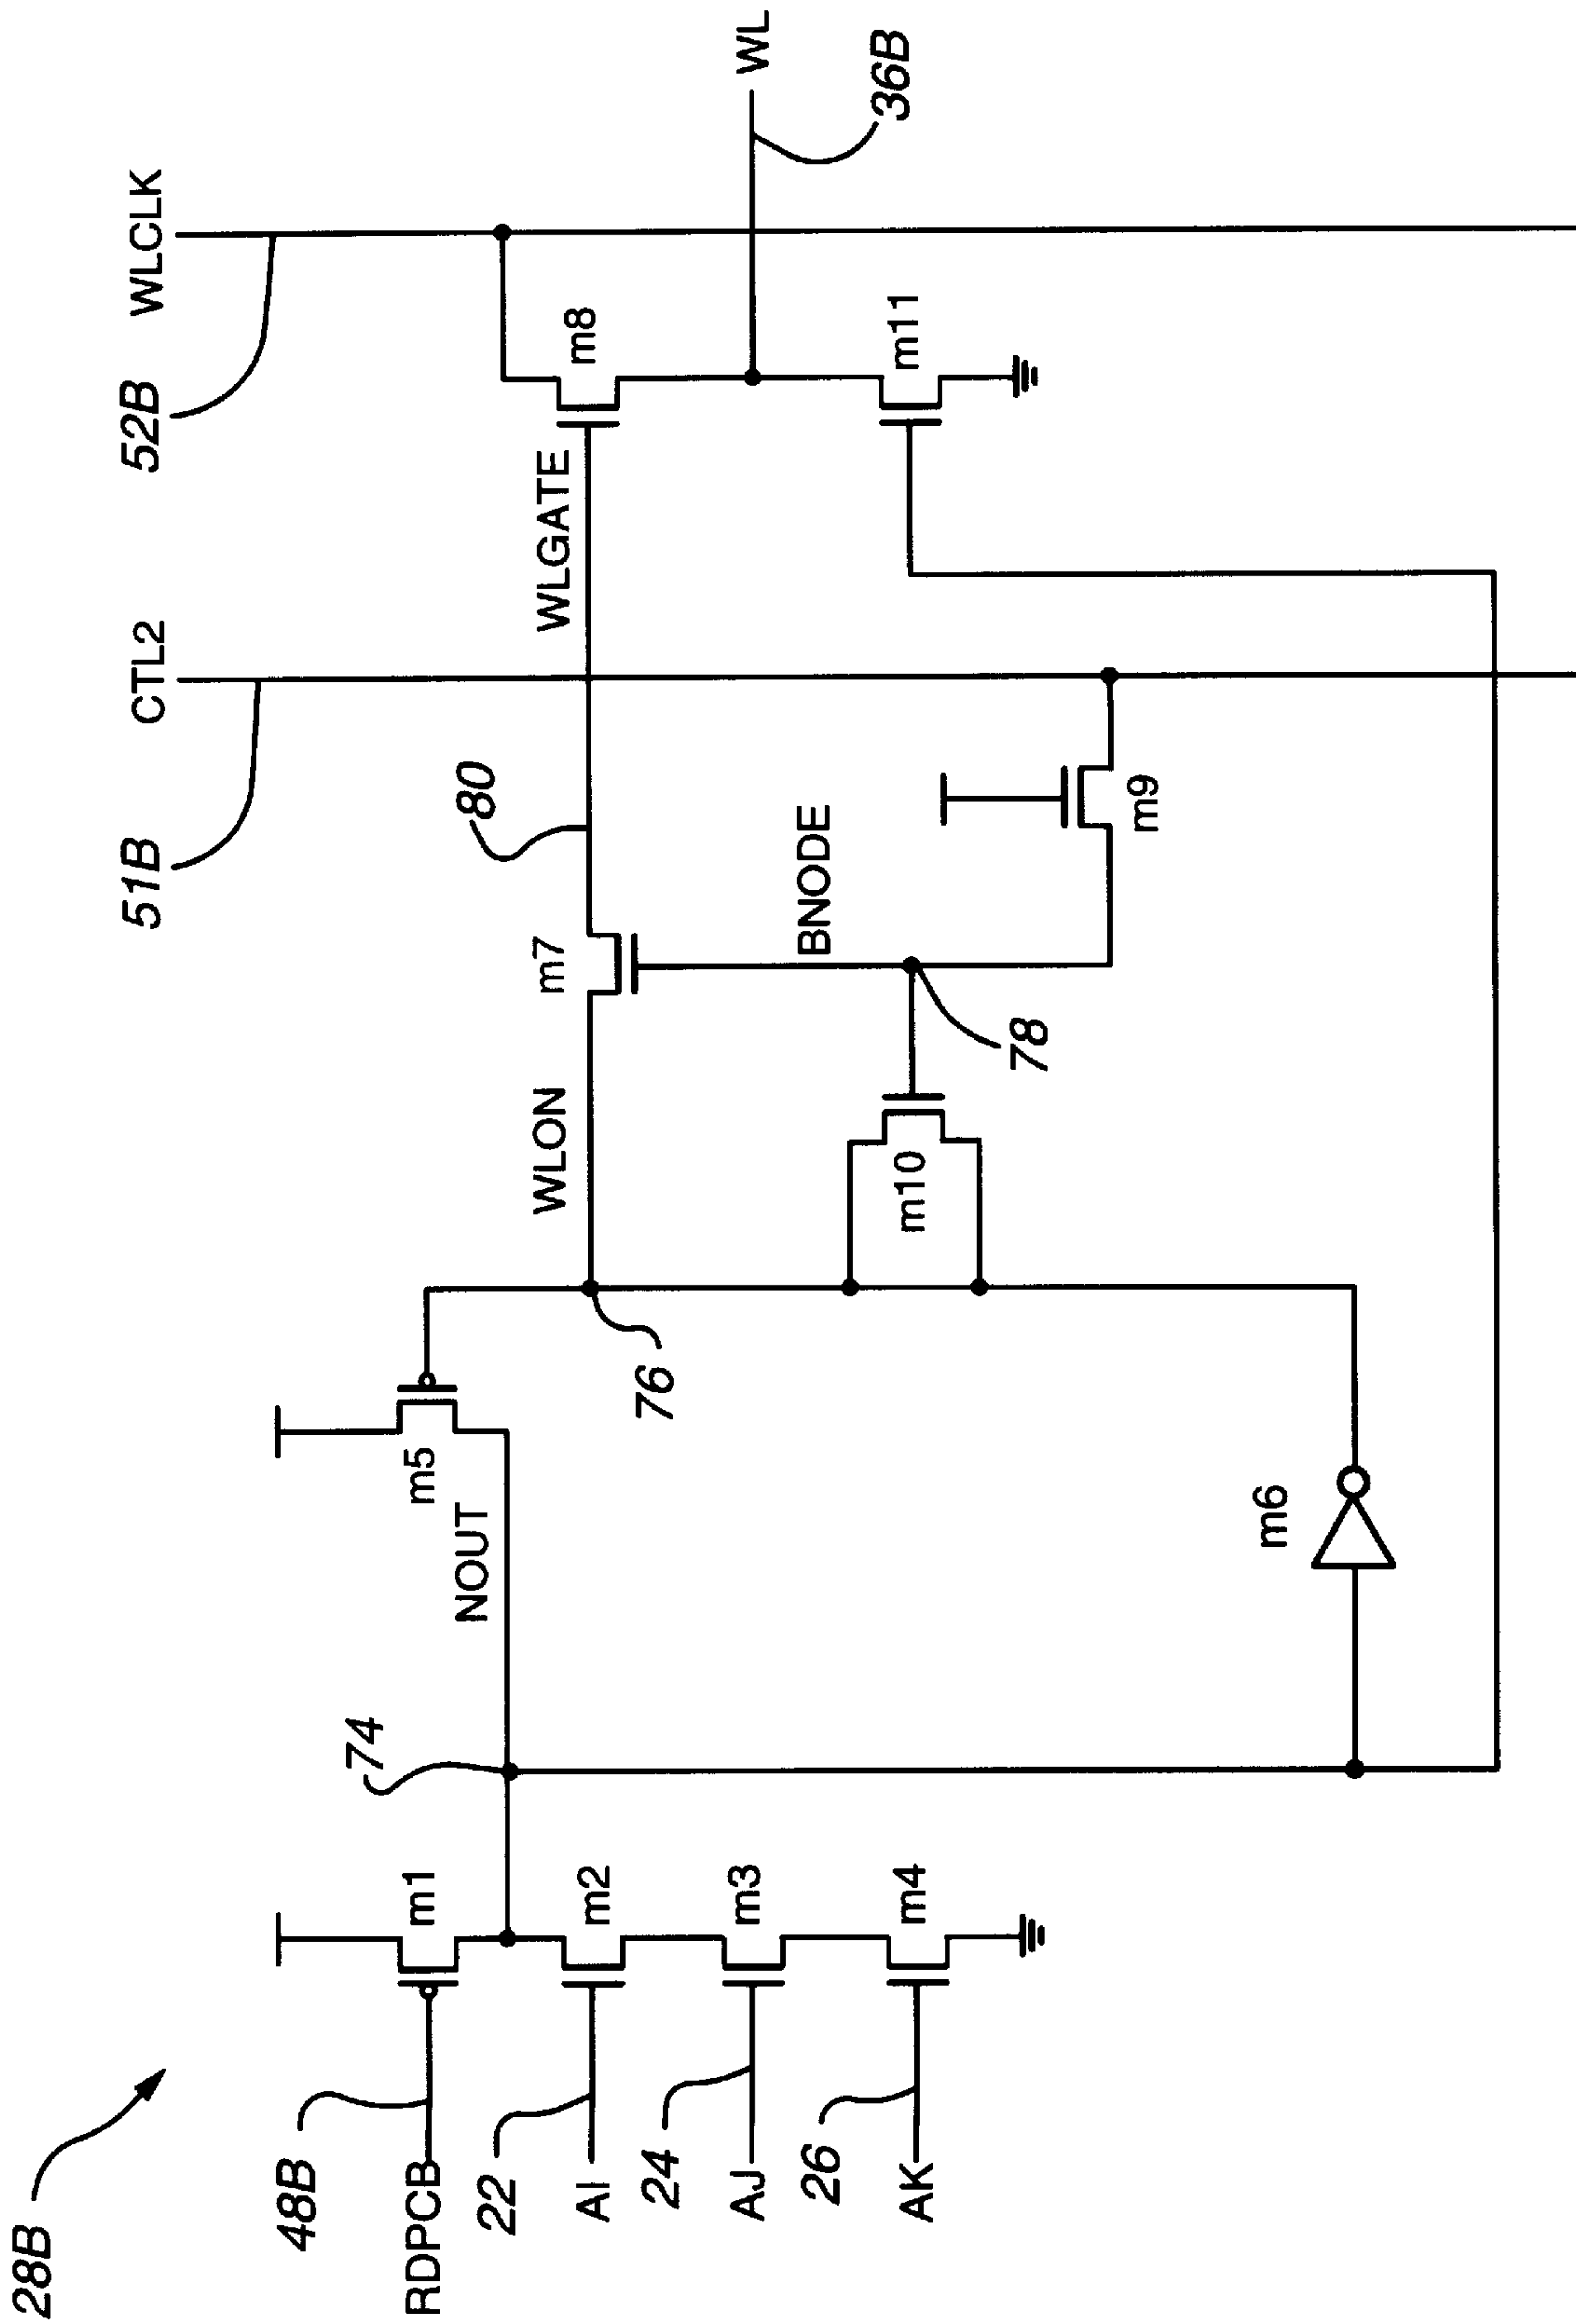 28B
48B
RDPCB
22
AI
24
AJ
26
AK
m1
m2
m3
m4
74
NOUT
m5
m6
76
WLON
m10
78
BNODE
m7
80
m9
51B
CTL2
WLGATE
52B
WLCLK
m8
m11
WL
36B